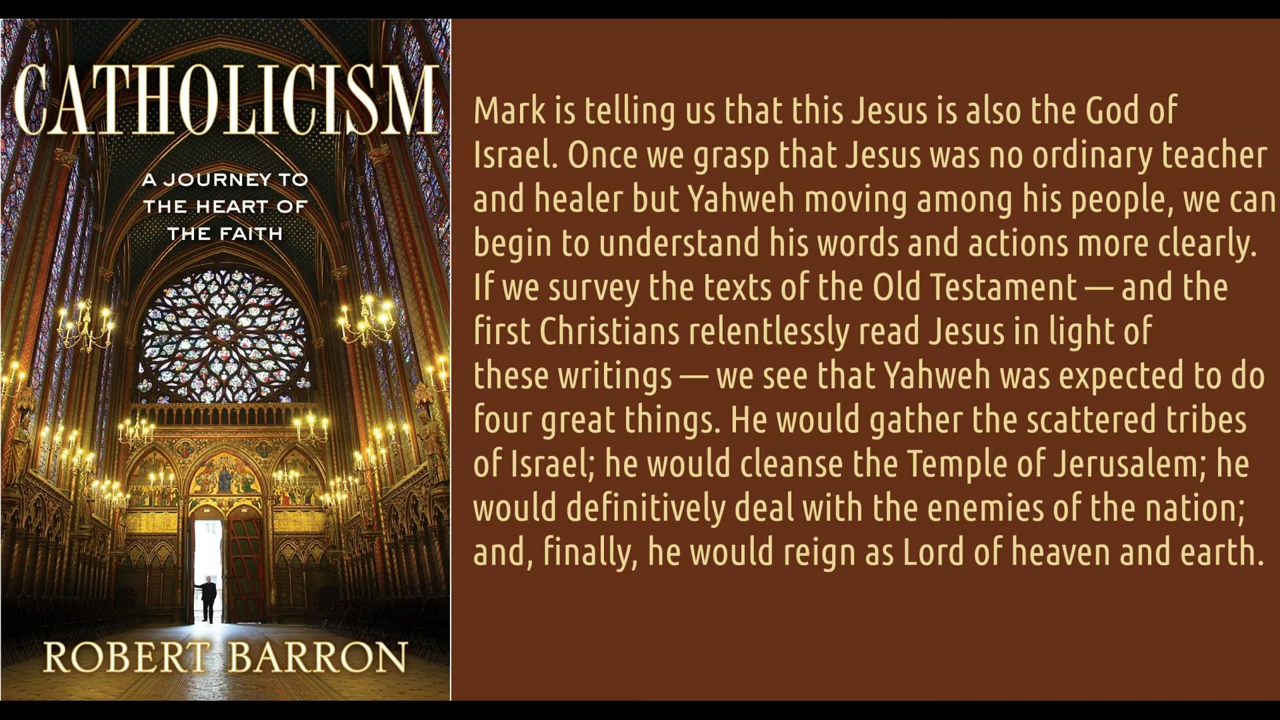 CATHOLICISM
A JOURNEY TO
THE HEART OF
THE FAITH
ROBERT BARRON
Mark is telling us that this Jesus is also the God of
Israel. Once we grasp that Jesus was no ordinary teacher
and healer but Yahweh moving among his people, we can
begin to understand his words and actions more clearly.
If we survey the texts of the Old Testament — and the
first Christians relentlessly read Jesus in light of
these writings — we see that Yahweh was expected to do
four great things. He would gather the scattered tribes
of Israel; he would cleanse the Temple of Jerusalem; he
would definitively deal with the enemies of the nation;
and, finally, he would reign as Lord of heaven and earth.